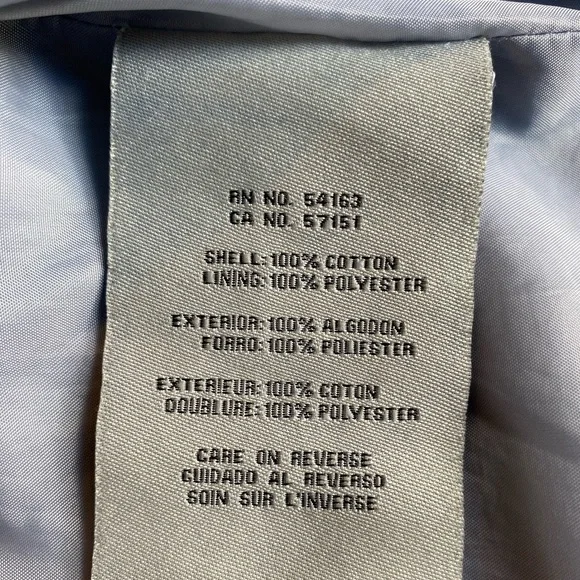 RN NO. 54163
CA NO. 57151
SHELL: 100% COTTON
LINING: 100% POLYESTER
EXTERIOR: 100% ALGODON
FORRO: 100% POLIESTER
EXTERIEUR: 100% COTON
DOUBLURE: 100% POLYESTER
CARE ON REVERSE
CUIDADO AL REVERSO
SOIN SUR L'INVERSE